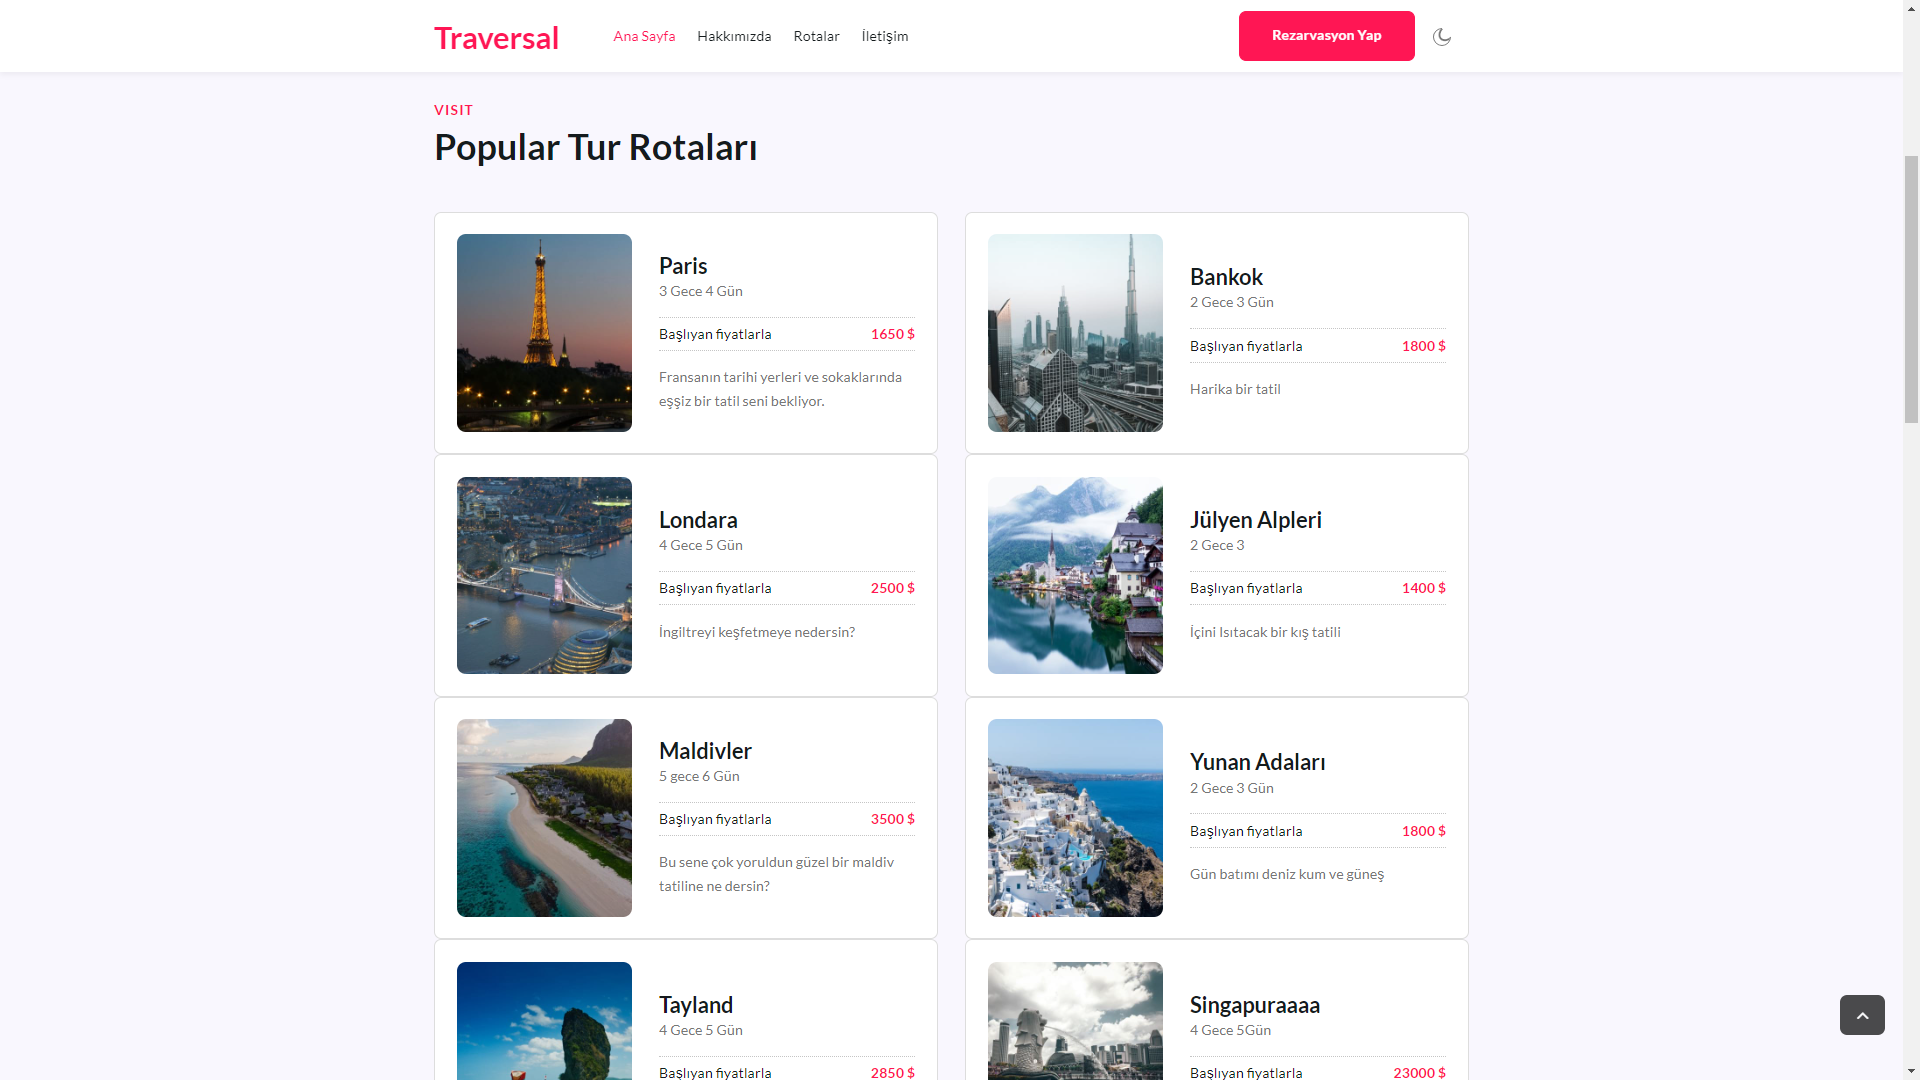 Traversal
Ana Sayfa
Hakkımızda
Rotalar
İletişim
Rezarvasyon Yap
VISIT
Popular Tur Rotaları
Paris
3 Gece 4 Gün
Başlıyan fiyatlarla 1650 $
Fransanın tarihi yerleri ve sokaklarında
eşşiz bir tatil seni bekliyor.
Bankok
2 Gece 3 Gün
Başlıyan fiyatlarla 1800 $
Harika bir tatil
Londara
4 Gece 5 Gün
Başlıyan fiyatlarla 2500 $
İngiltreyi keşfetmeye nedersin?
Jülyen Alpleri
2 Gece 3
Başlıyan fiyatlarla 1400 $
İçini Isıtacak bir kış tatili
Maldivler
5 gece 6 Gün
Başlıyan fiyatlarla 3500 $
Bu sene çok yoruldun güzel bir maldiv
tatiline ne dersin?
Yunan Adaları
2 Gece 3 Gün
Başlıyan fiyatlarla 1800 $
Gün batımı deniz kum ve güneş
Tayland
4 Gece 5 Gün
Başlıyan fiyatlarla 2850 $
Singapuraaaa
4 Gece 5Gün
Başlıyan fiyatlarla 23000 $